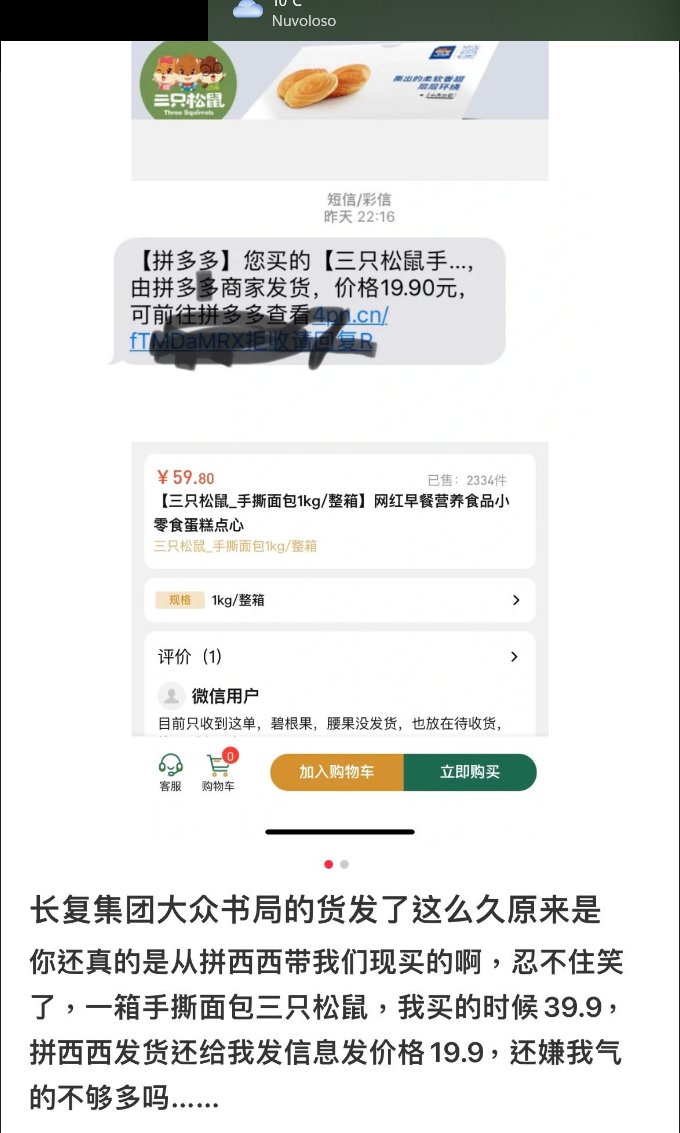 10°C
Nuvoloso
三只松鼠
Three Squirrels
撕出的柔软香甜
层层环绕
短信/彩信
昨天 22:16
【拼多多】您买的【三只松鼠手...,
由拼多多商家发货，价格19.90元,
可前往拼多多查看4pn.cn/
fTMDaMRX拒收请回复R
￥59.80
已售：2334件
【三只松鼠_手撕面包1kg/整箱】网红早餐营养食品小
零食蛋糕点心
三只松鼠_手撕面包1kg/整箱
规格 1kg/整箱
评价（1）
微信用户
目前只收到这单，碧根果，腰果没发货，也放在待收货，
客服
0
购物车
加入购物车
立即购买
长复集团大众书局的货发了这么久原来是
你还真的是从拼西西带我们现买的啊，忍不住笑
了，一箱手撕面包三只松鼠，我买的时候39.9，
拼西西发货还给我发信息发价格19.9，还嫌我气
的不够多吗......